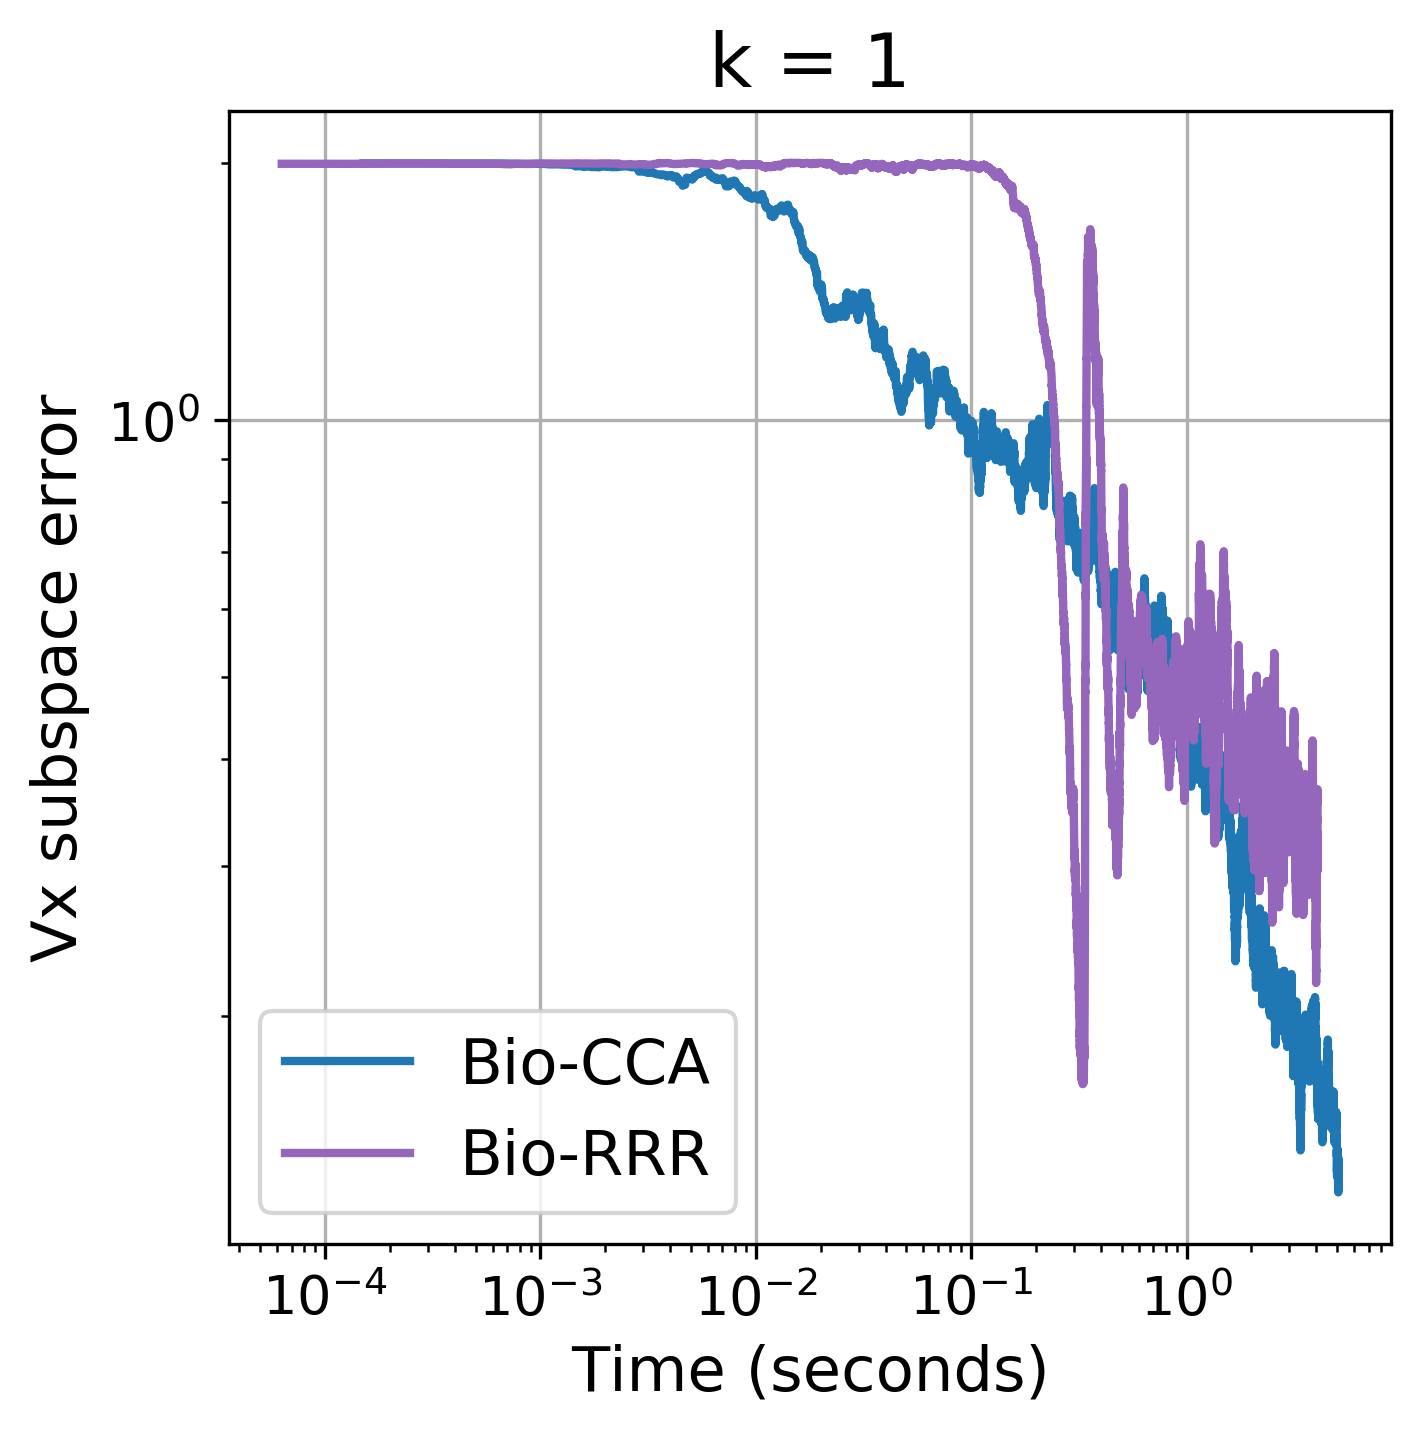 k = 1
10⁰
Vx subspace error
Bio-CCA
Bio-RRR
10⁻⁴ 10⁻³ 10⁻² 10⁻¹ 10⁰
Time (seconds)